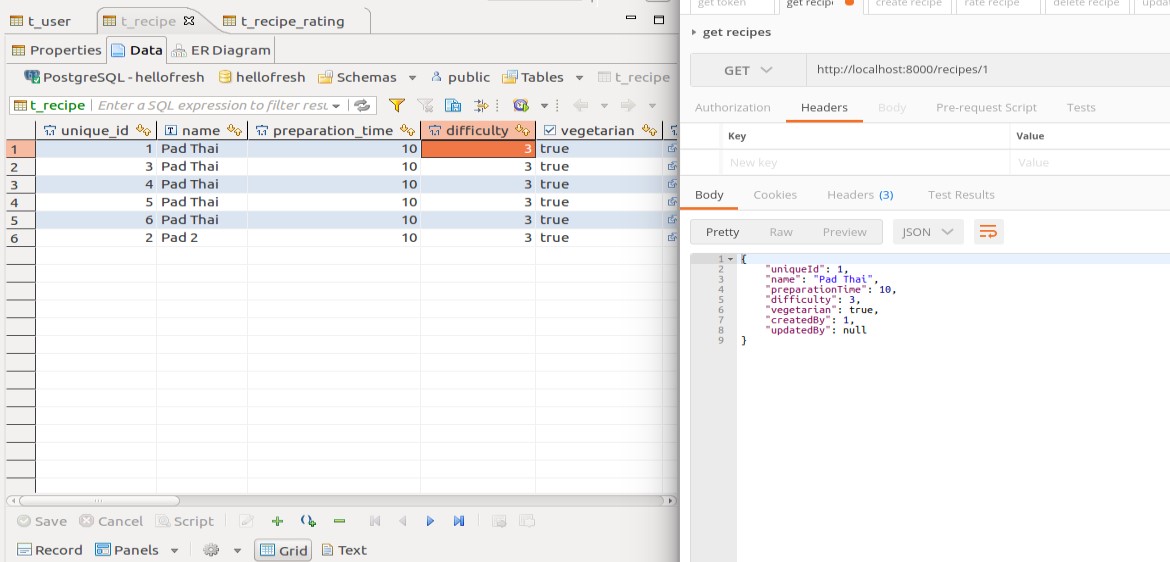 t_user t_recipe t_recipe_rating
Properties Data ER Diagram
PostgreSQL - hellofresh hellofresh Schemas public Tables t_recipe
t_recipe Enter a SQL expression to filter resu
unique_id name preparation_time difficulty vegetarian
1 1 Pad Thai 10 3 true
2 3 Pad Thai 10 3 true
3 4 Pad Thai 10 3 true
4 5 Pad Thai 10 3 true
5 6 Pad Thai 10 3 true
6 2 Pad 2 10 3 true
Save Cancel Script
Record Panels Grid Text
get token get recip create recipe rate recipe delete recipe upda
get recipes
GET http://localhost:8000/recipes/1
Authorization Headers Body Pre-request Script Tests
Key Value
New key Value
Body Cookies Headers (3) Test Results
Pretty Raw Preview JSON
1 {
2 "uniqueId": 1,
3 "name": "Pad Thai",
4 "preparationTime": 10,
5 "difficulty": 3,
6 "vegetarian": true,
7 "createdBy": 1,
8 "updatedBy": null
9 }